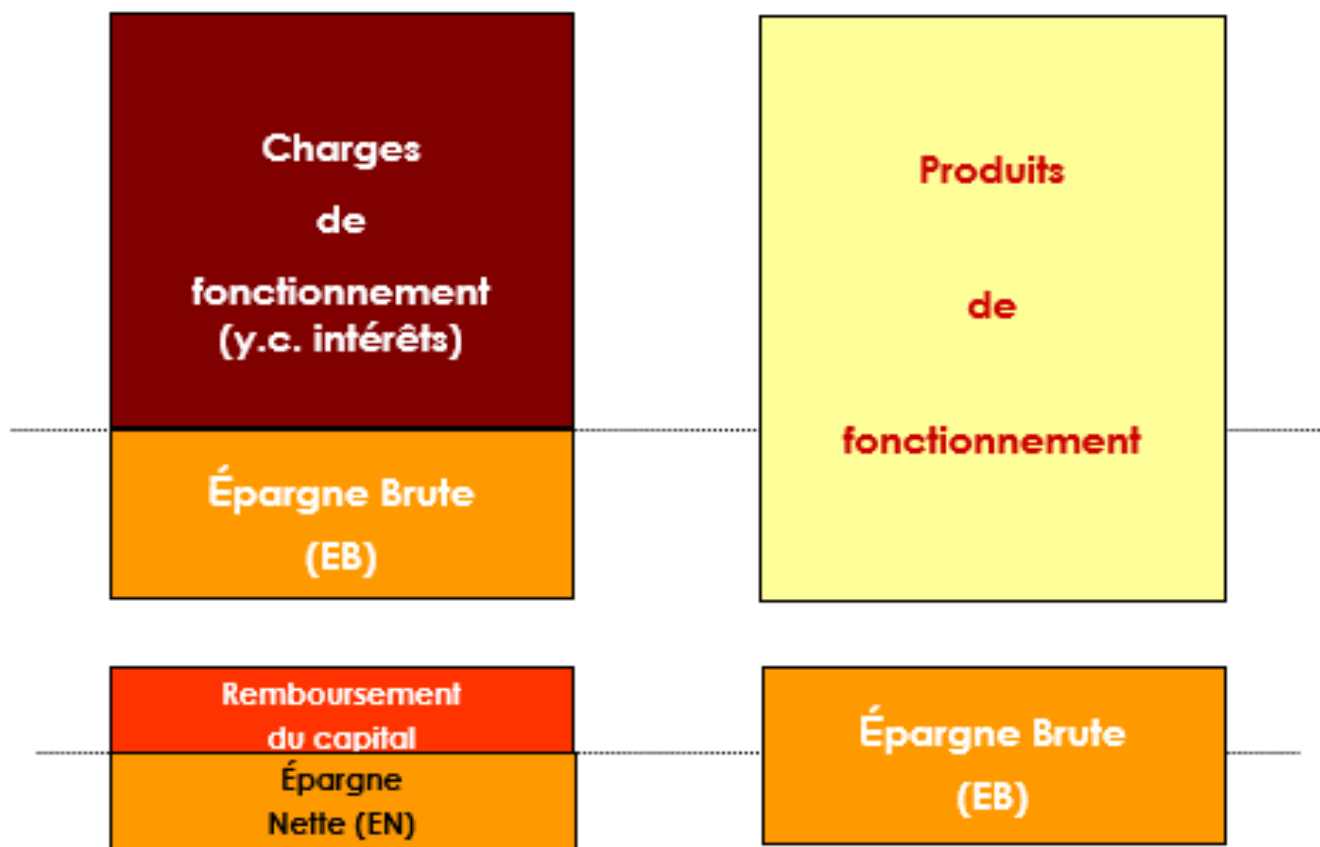 Charges
de
fonctionnement
(y.c. intérêts)
Épargne Brute
(EB)
Produits
de
fonctionnement
Remboursement
du capital
Épargne
Nette (EN)
Épargne Brute
(EB)